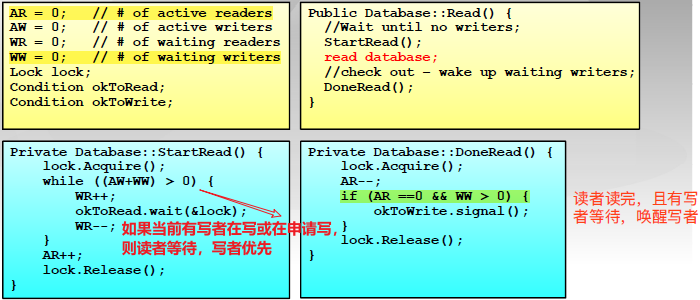 AR = 0;   // # of active readers
AW = 0;   // # of active writers
WR = 0;   // # of waiting readers
WW = 0;   // # of waiting writers
Lock lock;
Condition okToRead;
Condition okToWrite;
Public Database::Read() {
//Wait until no writers;
StartRead();
read database;
//check out – wake up waiting writers;
DoneRead();
}
Private Database::StartRead() {
lock.Acquire();
while ((AW+WW) > 0) {
WR++;
okToRead.wait(&lock);
WR--;
}
AR++;
lock.Release();
}
如果当前有写者在写或在申请写，
则读者等待，写者优先
Private Database::DoneRead() {
lock.Acquire();
AR--;
if (AR ==0 && WW > 0) {
okToWrite.signal();
}
lock.Release();
}
读者读完，且有写
者等待，唤醒写者